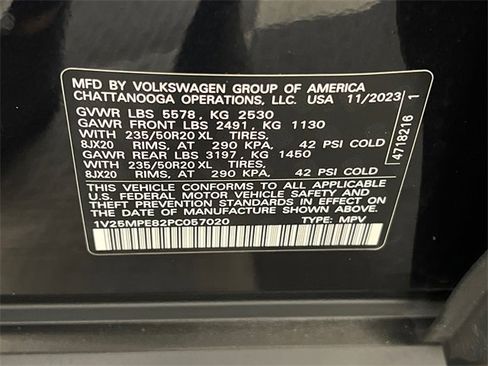 MFD BY VOLKSWAGEN GROUP OF AMERICA
CHATTANOOGA OPERATIONS, LLC. USA 11/2023
GVWR LBS 5578, KG 2530
GAWR FRONT LBS 2491, KG 1130
WITH 235/50R20 XL TIRES,
8JX20 RIMS, AT 290 KPA, 42 PSI COLD
GAWR REAR LBS 3197, KG 1450
WITH 235/50R20 XL TIRES,
8JX20 RIMS, AT 290 KPA, 42 PSI COLD
THIS VEHICLE CONFORMS TO ALL APPLICABLE
U.S. FEDERAL MOTOR VEHICLE SAFETY AND
THEFT PREVENTION STANDARDS IN EFFECT ON
THE DATE OF MANUFACTURE SHOWN ABOVE.
1V25MPE82PC057020 TYPE: MPV
4718216 1